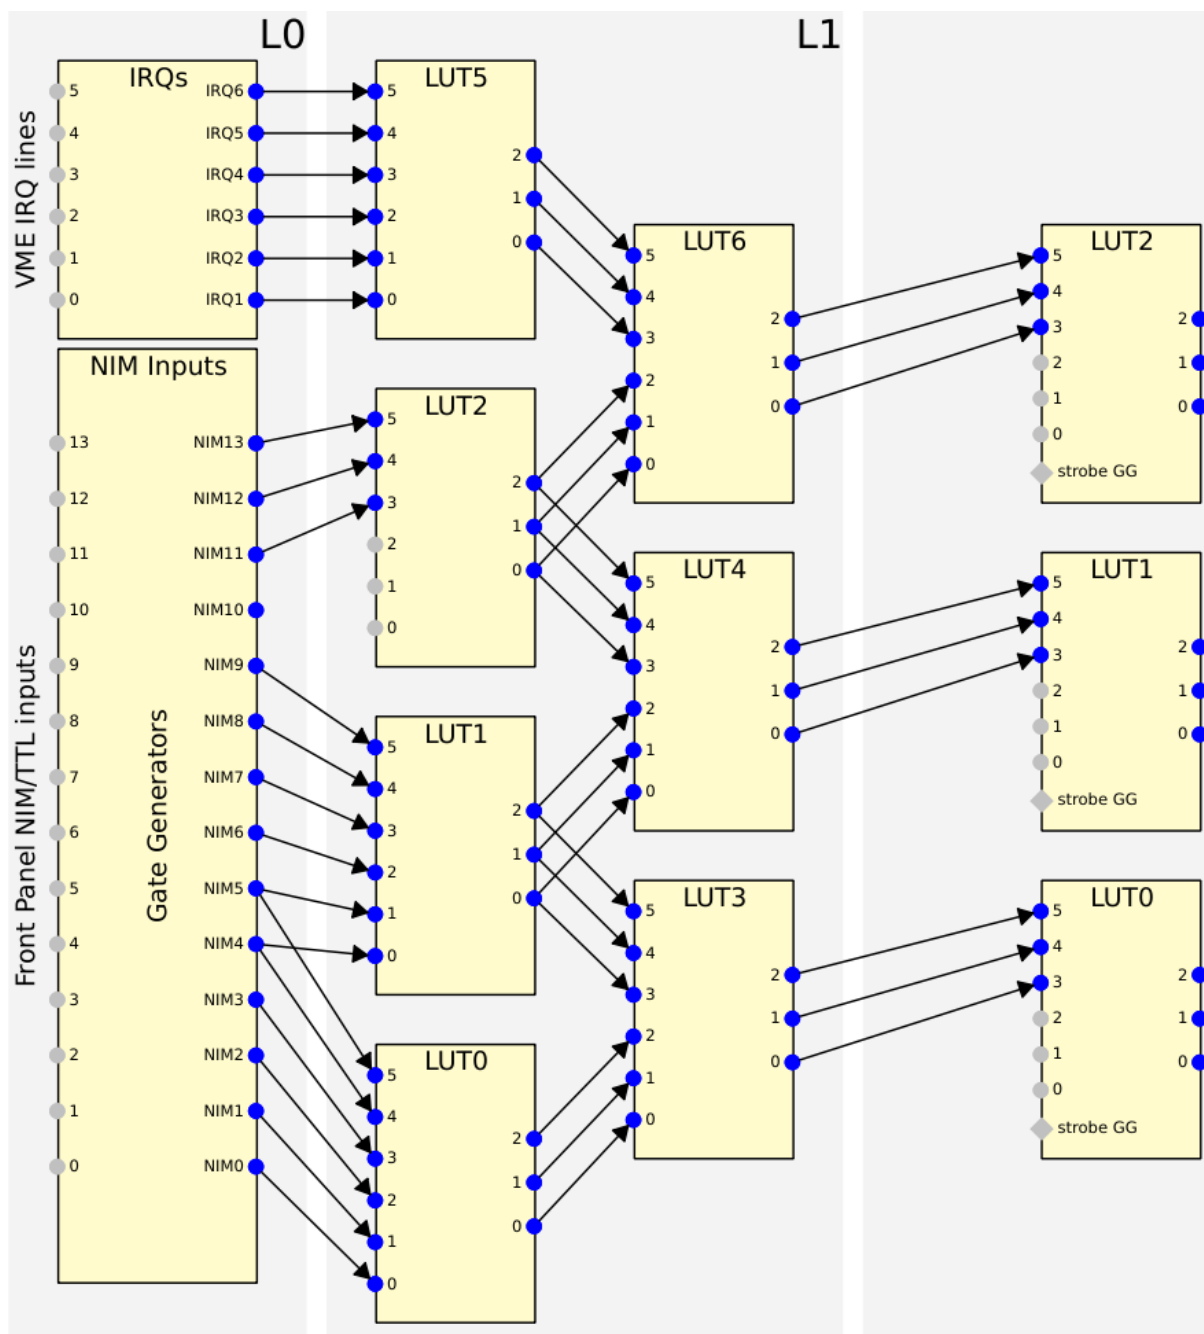 L0
L1
VME IRQ lines
IRQs
5 IRQ6
4 IRQ5
3 IRQ4
2 IRQ3
1 IRQ2
0 IRQ1
Front Panel NIM/TTL inputs
NIM Inputs
Gate Generators
13 NIM13
12 NIM12
11 NIM11
10 NIM10
9 NIM9
8 NIM8
7 NIM7
6 NIM6
5 NIM5
4 NIM4
3 NIM3
2 NIM2
1 NIM1
0 NIM0
LUT5
5
4
3
2
1
0
2
1
0
LUT2
5
4
3
2
1
0
2
1
0
LUT1
5
4
3
2
1
0
2
1
0
LUT0
5
4
3
2
1
0
2
1
0
LUT6
5
4
3
2
1
0
2
1
0
LUT4
5
4
3
2
1
0
2
1
0
LUT3
5
4
3
2
1
0
2
1
0
LUT2
5
4
3
2
1
0
strobe GG
2
1
0
LUT1
5
4
3
2
1
0
strobe GG
2
1
0
LUT0
5
4
3
2
1
0
strobe GG
2
1
0